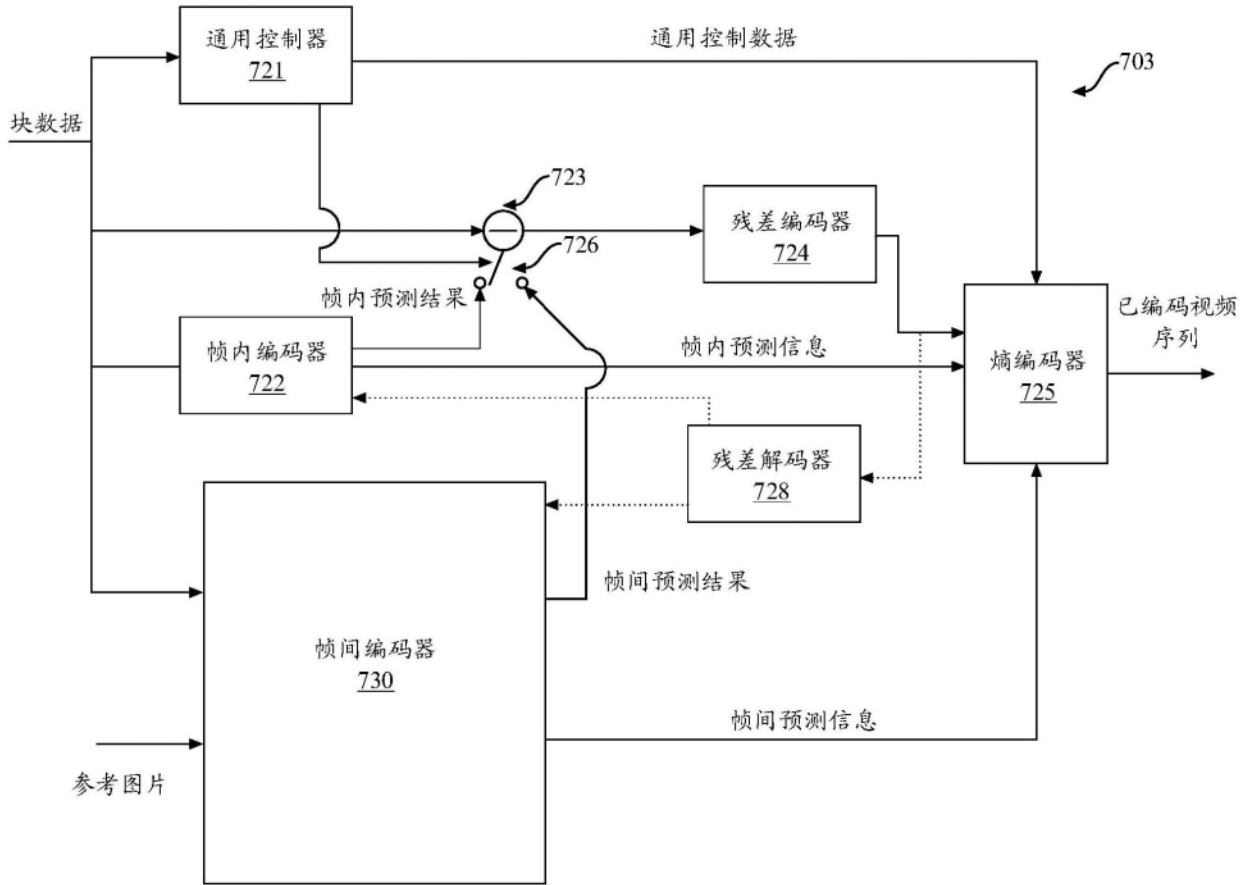 通用控制器
721
通用控制数据
703
块数据
723
残差编码器
724
726
帧内预测结果
已编码视频
序列
帧内编码器
722
帧内预测信息
熵编码器
725
残差解码器
728
帧间预测结果
帧间编码器
730
帧间预测信息
参考图片